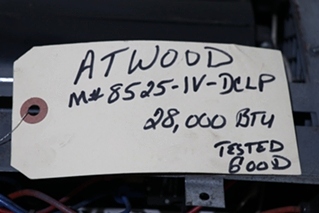 ATWOOD
M# 8525-IV-DCLP
28,000 BTU
TESTED
GOOD